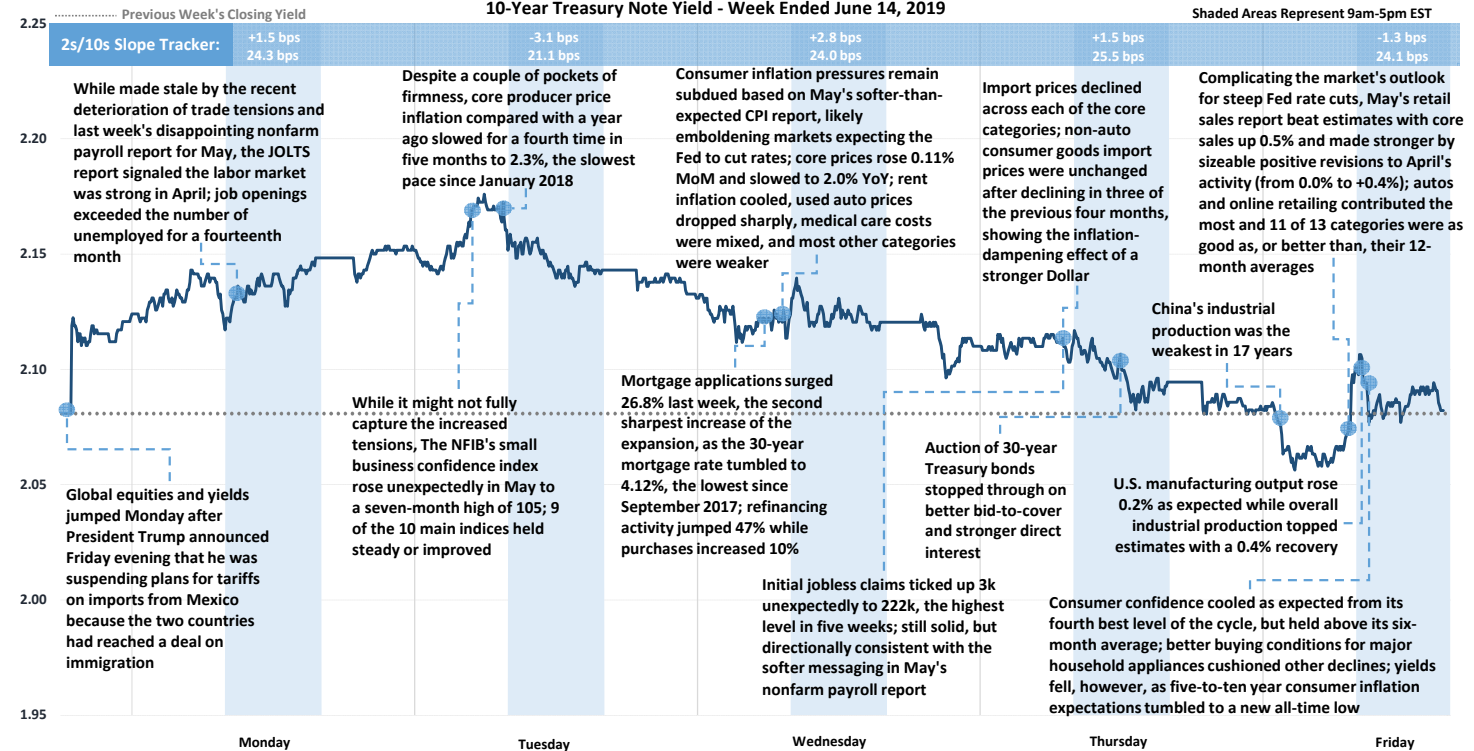 10-Year Treasury Note Yield - Week Ended June 14, 2019
Previous Week's Closing Yield
Shaded Areas Represent 9am-5pm EST
2s/10s Slope Tracker:
+1.5 bps
24.3 bps
-3.1 bps
21.1 bps
+2.8 bps
24.0 bps
+1.5 bps
25.5 bps
-1.3 bps
24.1 bps
2.25
2.20
2.15
2.10
2.05
2.00
1.95
While made stale by the recent
deterioration of trade tensions and
last week's disappointing nonfarm
payroll report for May, the JOLTS
report signaled the labor market
was strong in April; job openings
exceeded the number of
unemployed for a fourteenth
month
Despite a couple of pockets of
firmness, core producer price
inflation compared with a year
ago slowed for a fourth time in
five months to 2.3%, the slowest
pace since January 2018
Consumer inflation pressures remain
subdued based on May's softer-than-
expected CPI report, likely
emboldening markets expecting the
Fed to cut rates; core prices rose 0.11%
MoM and slowed to 2.0% YoY; rent
inflation cooled, used auto prices
dropped sharply, medical care costs
were mixed, and most other categories
were weaker
Import prices declined
across each of the core
categories; non-auto
consumer goods import
prices were unchanged
after declining in three of
the previous four months,
showing the inflation-
dampening effect of a
stronger Dollar
Complicating the market's outlook
for steep Fed rate cuts, May's retail
sales report beat estimates with core
sales up 0.5% and made stronger by
sizeable positive revisions to April's
activity (from 0.0% to +0.4%); autos
and online retailing contributed the
most and 11 of 13 categories were as
good as, or better than, their 12-
month averages
China's industrial
production was the
weakest in 17 years
Global equities and yields
jumped Monday after
President Trump announced
Friday evening that he was
suspending plans for tariffs
on imports from Mexico
because the two countries
had reached a deal on
immigration
While it might not fully
capture the increased
tensions, The NFIB's small
business confidence index
rose unexpectedly in May to
a seven-month high of 105; 9
of the 10 main indices held
steady or improved
Mortgage applications surged
26.8% last week, the second
sharpest increase of the
expansion, as the 30-year
mortgage rate tumbled to
4.12%, the lowest since
September 2017; refinancing
activity jumped 47% while
purchases increased 10%
Auction of 30-year
Treasury bonds
stopped through on
better bid-to-cover
and stronger direct
interest
U.S. manufacturing output rose
0.2% as expected while overall
industrial production topped
estimates with a 0.4% recovery
Initial jobless claims ticked up 3k
unexpectedly to 222k, the highest
level in five weeks; still solid, but
directionally consistent with the
softer messaging in May's
nonfarm payroll report
Consumer confidence cooled as expected from its
fourth best level of the cycle, but held above its six-
month average; better buying conditions for major
household appliances cushioned other declines; yields
fell, however, as five-to-ten year consumer inflation
expectations tumbled to a new all-time low
Monday
Tuesday
Wednesday
Thursday
Friday